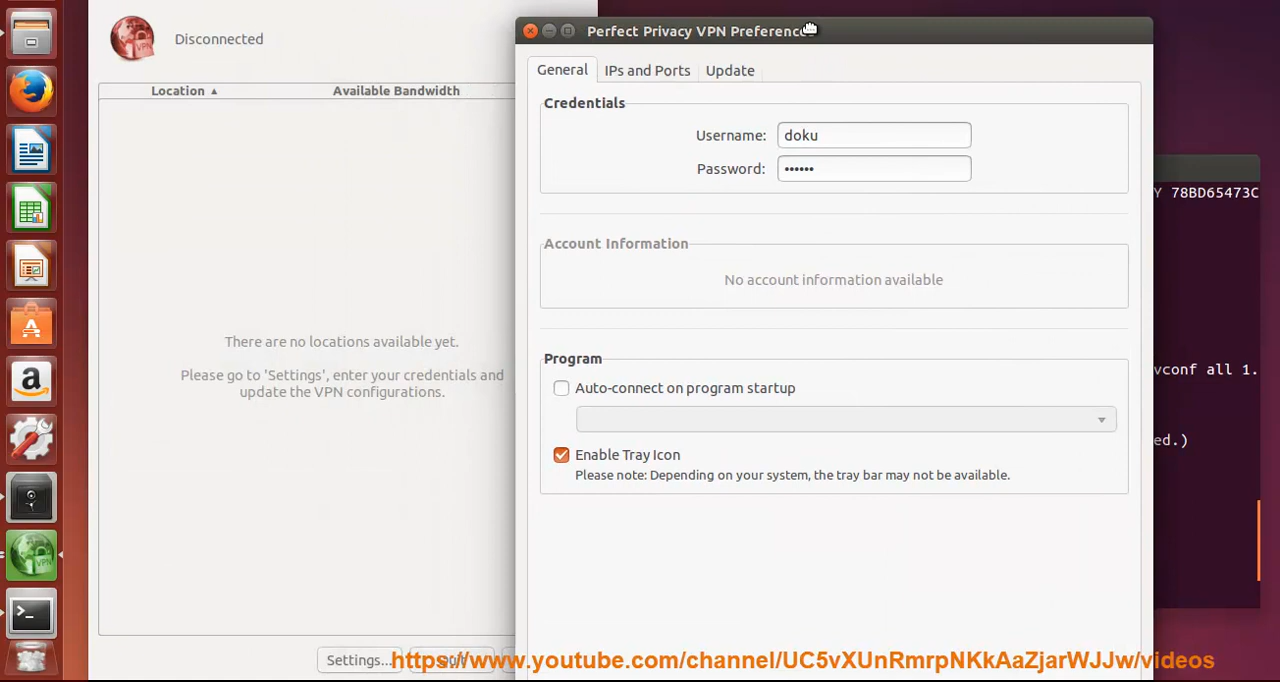 Disconnected
Location ▲ Available Bandwidth
There are no locations available yet.
Please go to 'Settings', enter your credentials and
update the VPN configurations.
Settings...
Perfect Privacy VPN Preferenc
General IPs and Ports Update
Credentials
Username: doku
Password: ••••••
Account Information
No account information available
Program
Auto-connect on program startup
Enable Tray Icon
Please note: Depending on your system, the tray bar may not be available.
Y 78BD65473C
vconf all 1.
ed.)
VPN
VPN
a
https://www.youtube.com/channel/UC5vXUnRmrpNKkAaZjarWJJw/videos